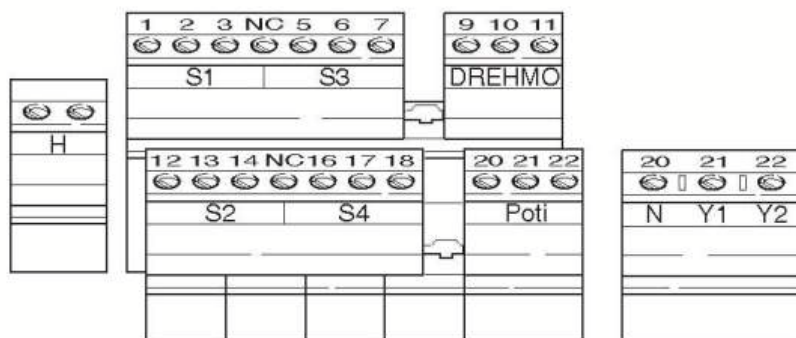 1 2 3 NC 5 6 7 9 10 11
S1 S3 DREHMO
H
12 13 14 NC 16 17 18 20 21 22 20 21 22
S2 S4 Poti N Y1 Y2